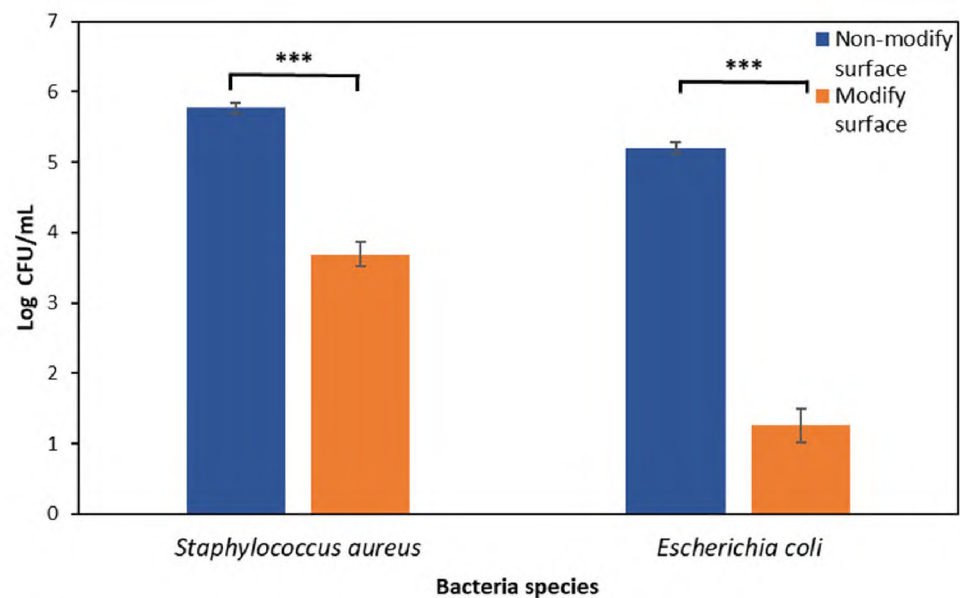 7
6
5
4
3
2
1
0
Log CFU/mL
***
***
Non-modify
surface
Modify
surface
Staphylococcus aureus
Escherichia coli
Bacteria species